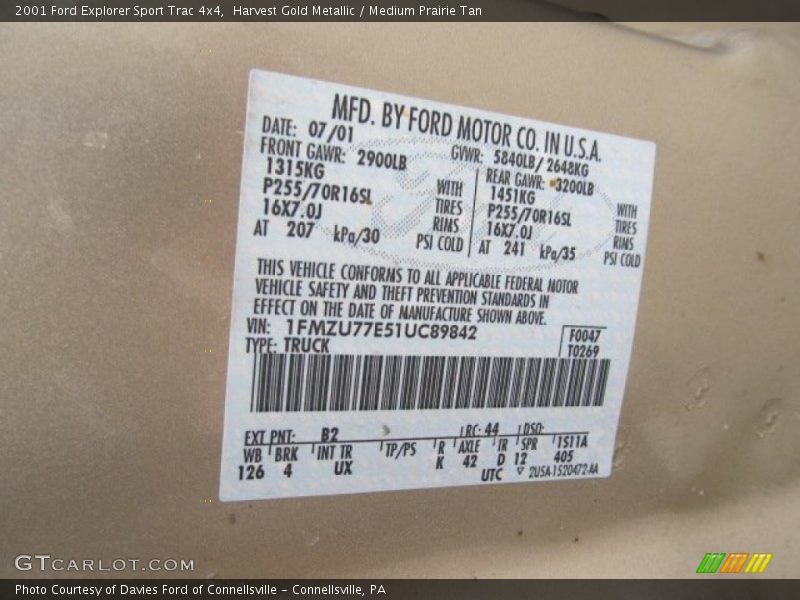 2001 Ford Explorer Sport Trac 4x4, Harvest Gold Metallic / Medium Prairie Tan
MFD. BY FORD MOTOR CO. IN U.S.A.
DATE: 07/01 GVWR: 5840LB/ 2648KG
FRONT GAWR: 2900LB REAR GAWR: 3200LB
1315KG WITH 1451KG WITH
P255/70R16SL TIRES P255/70R16SL TIRES
16X7.0J RIMS 16X7.0J RIMS
AT 207 kPa/30 PSI COLD AT 241 kPa/35 PSI COLD
THIS VEHICLE CONFORMS TO ALL APPLICABLE FEDERAL MOTOR
VEHICLE SAFETY AND THEFT PREVENTION STANDARDS IN
EFFECT ON THE DATE OF MANUFACTURE SHOWN ABOVE.
VIN: 1FMZU77E51UC89842 F0047
TYPE: TRUCK T0269
EXT PNT: B2 RC: 44 DSO:
WB BRK INT TR TP/PS R AXLE TR SPR 1S11A
126 4 UX K 42 D 12 405
UTC 2U5A-1520472-AA
GTCARLOT.COM
Photo Courtesy of Davies Ford of Connellsville - Connellsville, PA